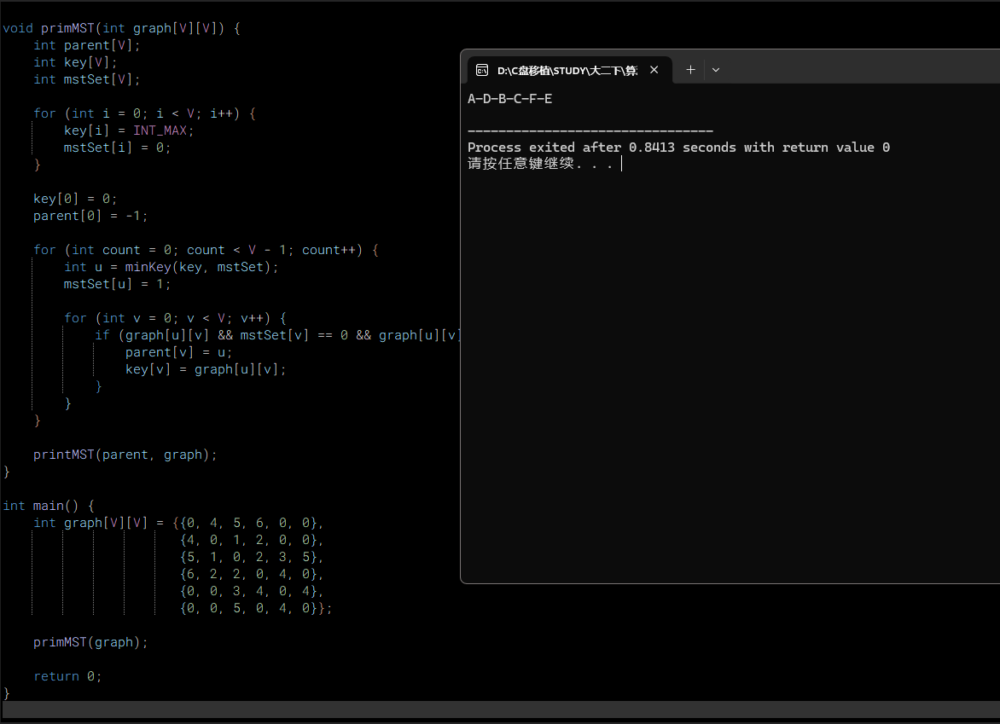 void primMST(int graph[V][V]) {
    int parent[V];
    int key[V];
    int mstSet[V];
    for (int i = 0; i < V; i++) {
        key[i] = INT_MAX;
        mstSet[i] = 0;
    }
    key[0] = 0;
    parent[0] = -1;
    for (int count = 0; count < V - 1; count++) {
        int u = minKey(key, mstSet);
        mstSet[u] = 1;
        for (int v = 0; v < V; v++) {
            if (graph[u][v] && mstSet[v] == 0 && graph[u][v]
                parent[v] = u;
                key[v] = graph[u][v];
            }
        }
    }
    printMST(parent, graph);
}
int main() {
    int graph[V][V] = {{0, 4, 5, 6, 0, 0},
                       {4, 0, 1, 2, 0, 0},
                       {5, 1, 0, 2, 3, 5},
                       {6, 2, 2, 0, 4, 0},
                       {0, 0, 3, 4, 0, 4},
                       {0, 0, 5, 0, 4, 0}};
    primMST(graph);
    return 0;
}
D:\C盘移植\STUDY\大二下\算
A-D-B-C-F-E
--------------------------------
Process exited after 0.8413 seconds with return value 0
请按任意键继续. . .